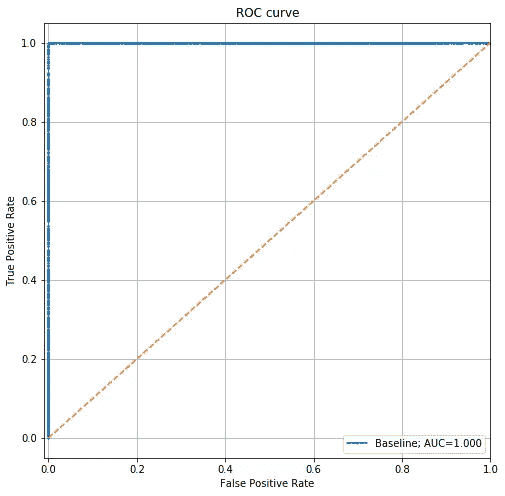 ROC curve
1.0
0.8
0.6
0.4
0.2
0.0
True Positive Rate
0.0 0.2 0.4 0.6 0.8 1.0
False Positive Rate
Baseline; AUC=1.000